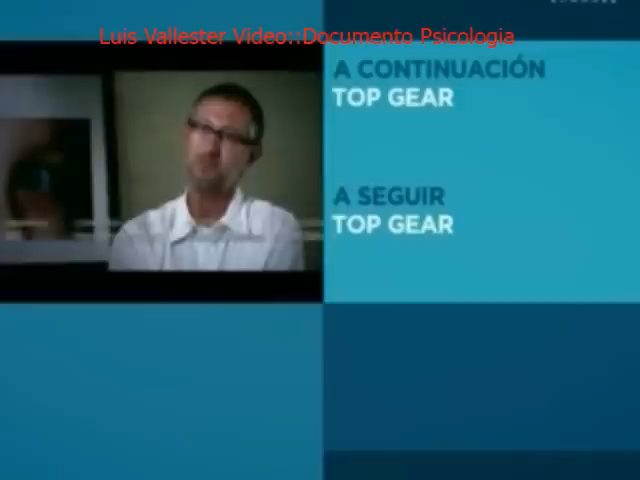 Luis Vallester Video::Documento Psicologia
A CONTINUACIÓN
TOP GEAR
A SEGUIR
TOP GEAR